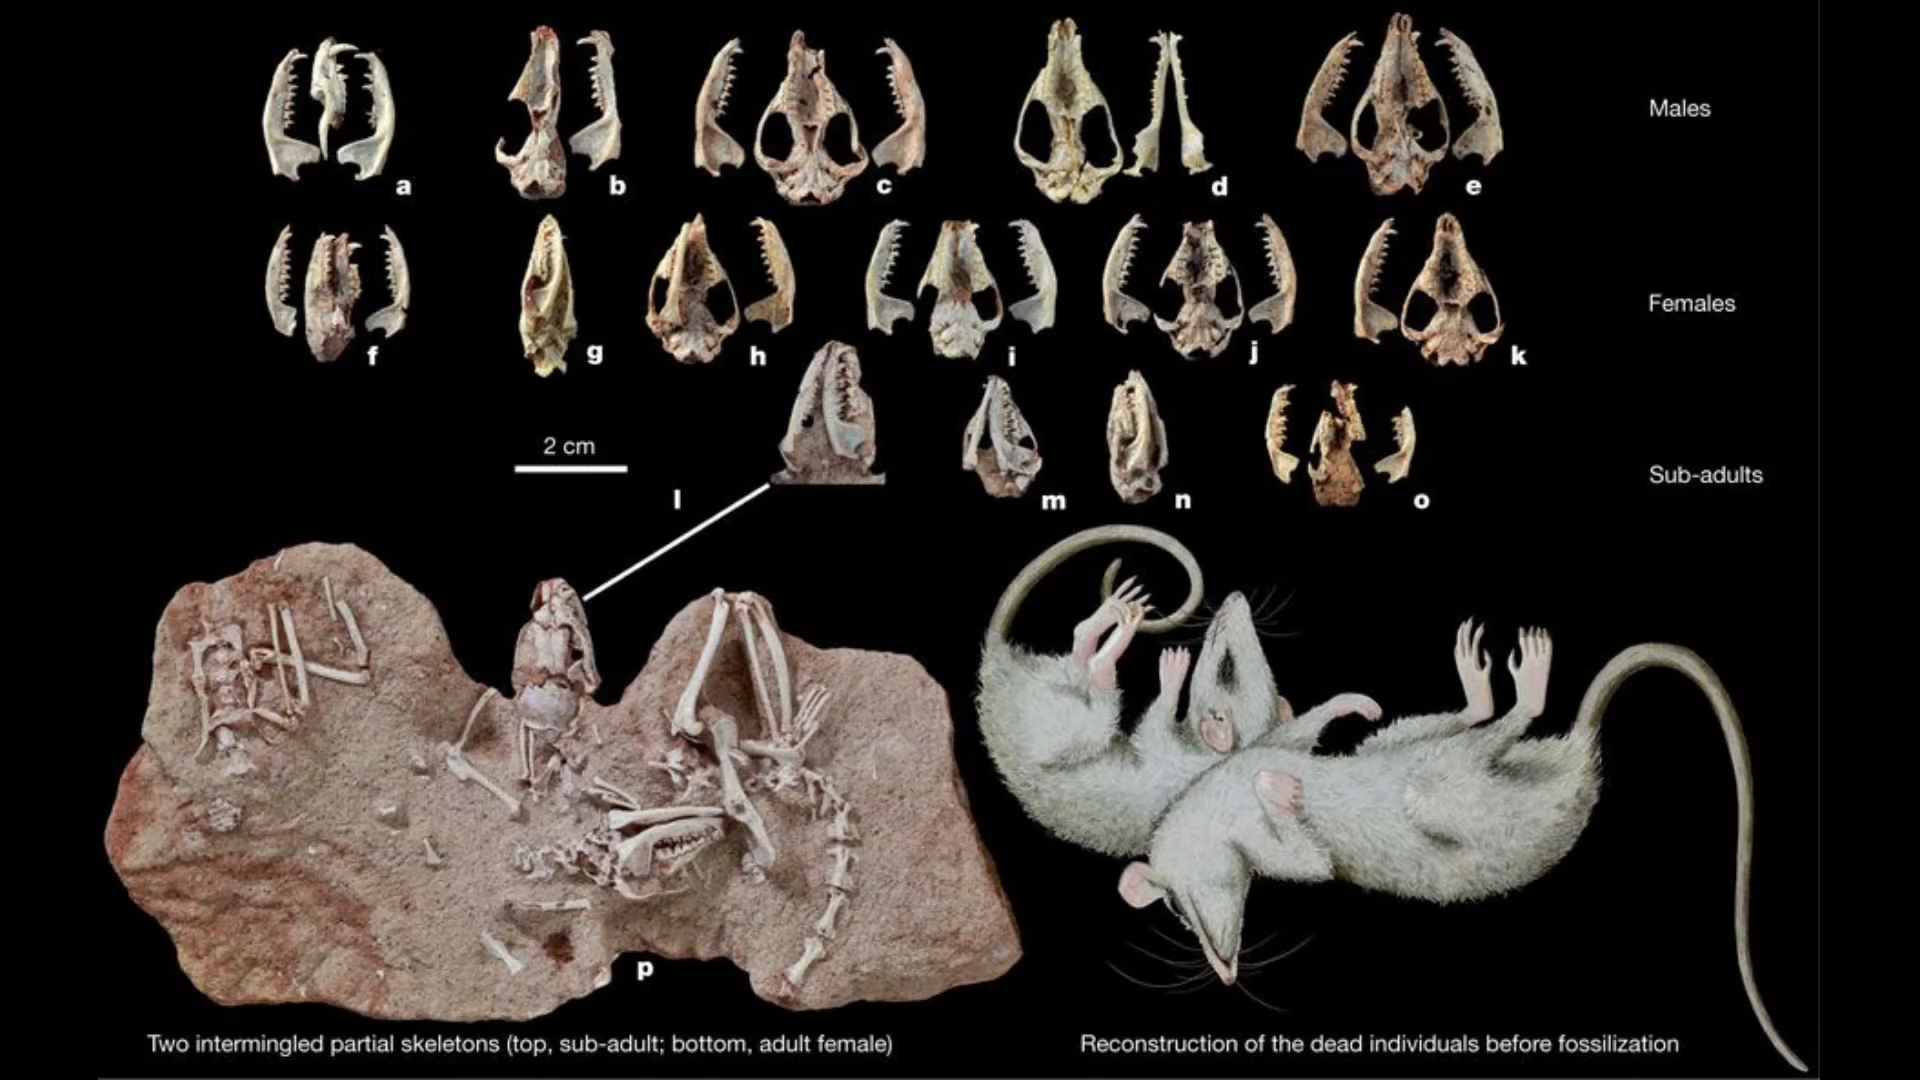 Males
a
b
c
d
e
Females
f
g
h
i
j
k
2 cm
Sub-adults
l
m
n
o
p
Two intermingled partial skeletons (top, sub-adult; bottom, adult female)
Reconstruction of the dead individuals before fossilization